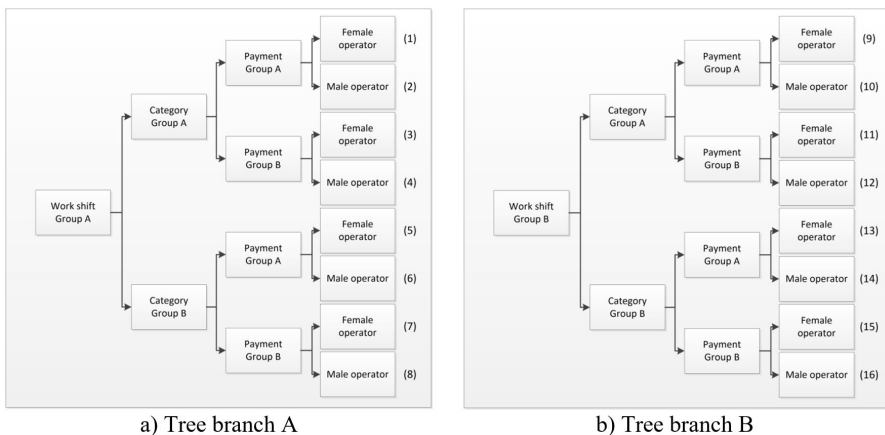 Female
operator
(1)
Payment
Group A
Male operator
(2)
Category
Group A
Female
operator
(3)
Payment
Group B
Male operator
(4)
Work shift
Group A
Female
operator
(5)
Payment
Group A
Male operator
(6)
Category
Group B
Female
operator
(7)
Payment
Group B
Male operator
(8)
a) Tree branch A
Female
operator
(9)
Payment
Group A
Male operator
(10)
Category
Group A
Female
operator
(11)
Payment
Group B
Male operator
(12)
Work shift
Group B
Female
operator
(13)
Payment
Group A
Male operator
(14)
Category
Group B
Female
operator
(15)
Payment
Group B
Male operator
(16)
b) Tree branch B